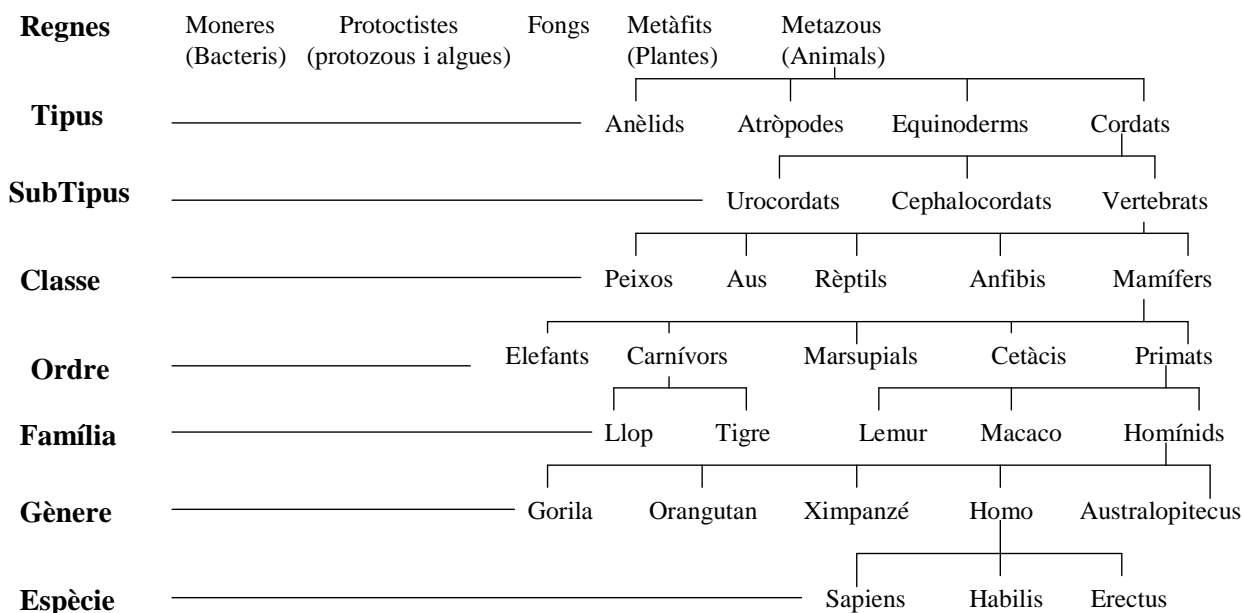 Regnes Moneres Protoctistes Fongs Metàfits Metazous
(Bacteris) (protozous i algues) (Plantes) (Animals)
Tipus Anèlids Atròpodes Equinoderms Cordats
SubTipus Urocordats Cephalocordats Vertebrats
Classe Peixos Aus Rèptils Anfibis Mamífers
Ordre Elefants Carnívors Marsupials Cetàcis Primats
Família Llop Tigre Lemur Macaco Homínids
Gènere Gorila Orangutan Ximpanzé Homo Australopitecus
Espècie Sapiens Habilis Erectus